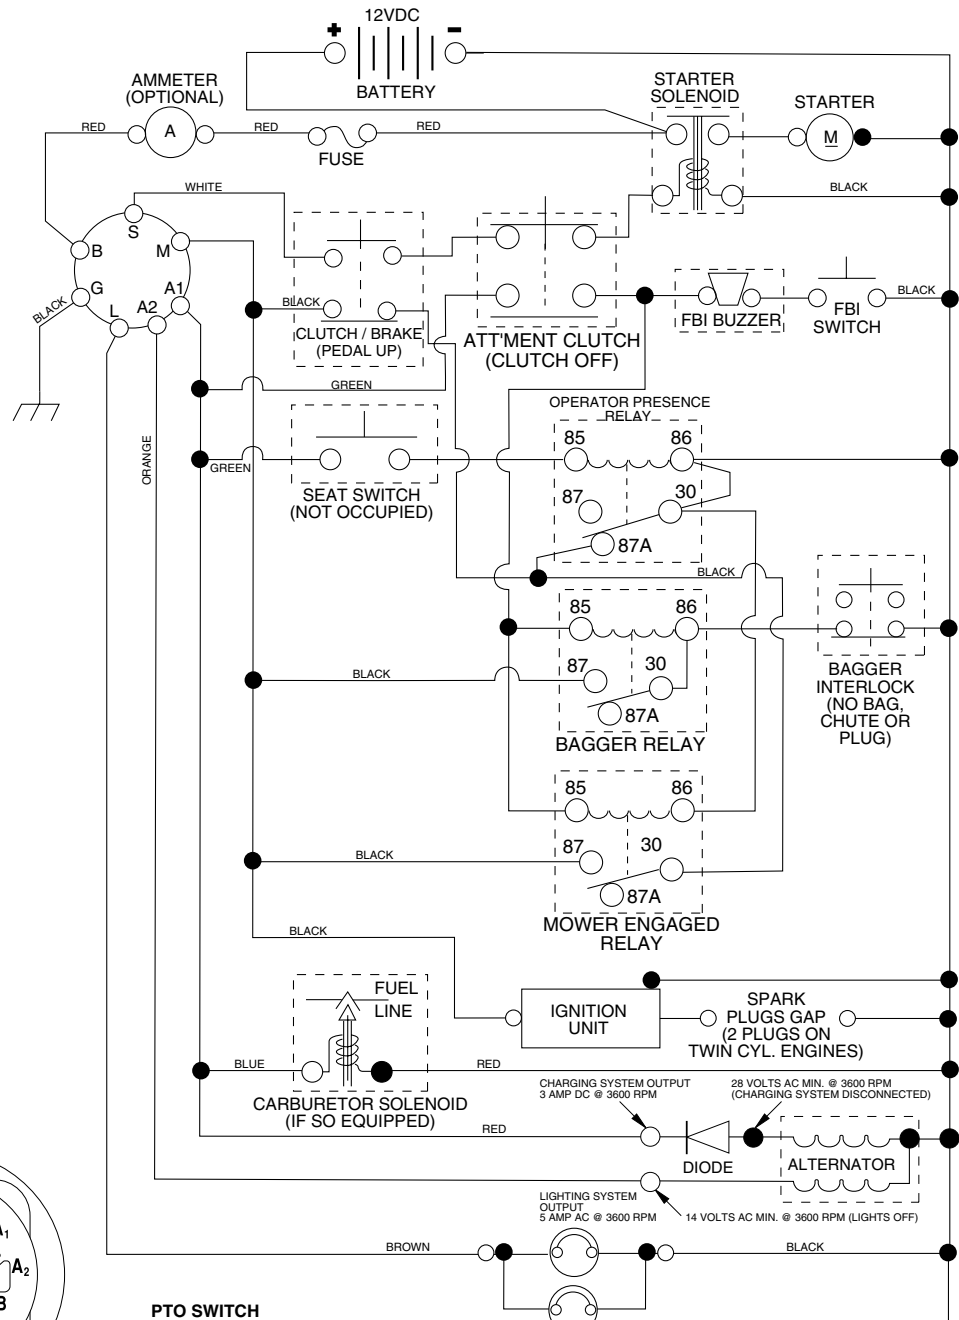 12VDC
+
-
BATTERY
AMMETER
(OPTIONAL)
STARTER
SOLENOID
STARTER
RED
A
RED
RED
FUSE
M
WHITE
BLACK
S
B
M
G
A1
A2
L
BLACK
BLACK
CLUTCH / BRAKE
(PEDAL UP)
ATT'MENT CLUTCH
(CLUTCH OFF)
FBI BUZZER
FBI
SWITCH
BLACK
GREEN
OPERATOR PRESENCE
RELAY
ORANGE
GREEN
SEAT SWITCH
(NOT OCCUPIED)
85
86
87
30
87A
BLACK
85
86
87
30
87A
BAGGER RELAY
BLACK
BAGGER
INTERLOCK
(NO BAG,
CHUTE OR
PLUG)
85
86
87
30
87A
MOWER ENGAGED
RELAY
BLACK
BLACK
FUEL
LINE
IGNITION
UNIT
SPARK
PLUGS GAP
(2 PLUGS ON
TWIN CYL. ENGINES)
BLUE
RED
CARBURETOR SOLENOID
(IF SO EQUIPPED)
CHARGING SYSTEM OUTPUT
3 AMP DC @ 3600 RPM
28 VOLTS AC MIN. @ 3600 RPM
(CHARGING SYSTEM DISCONNECTED)
RED
DIODE
ALTERNATOR
LIGHTING SYSTEM
OUTPUT
5 AMP AC @ 3600 RPM
14 VOLTS AC MIN. @ 3600 RPM (LIGHTS OFF)
BROWN
BLACK
A1
A2
B
PTO SWITCH